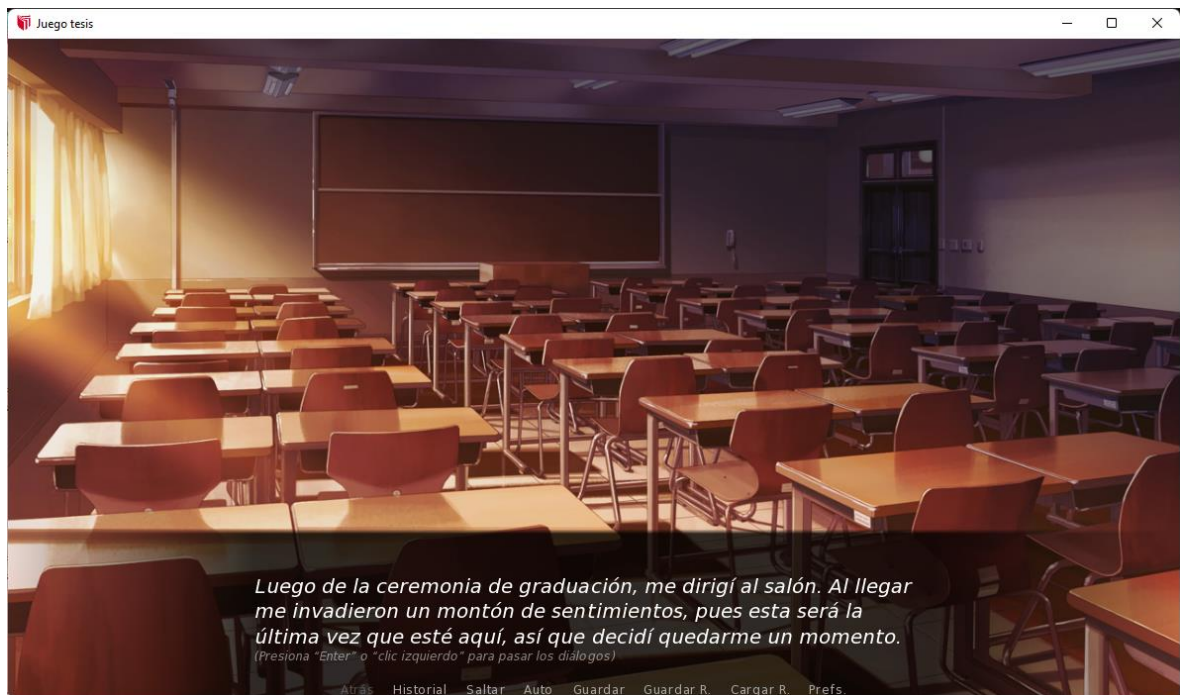 Juego tesis
Luego de la ceremonia de graduación, me dirigí al salón. Al llegar
me invadieron un montón de sentimientos, pues esta será la
última vez que esté aquí, así que decidí quedarme un momento.
(Presiona “Enter” o “clic izquierdo” para pasar los diálogos)
Atrás Historial Saltar Auto Guardar Guardar R. Cargar R. Prefs.